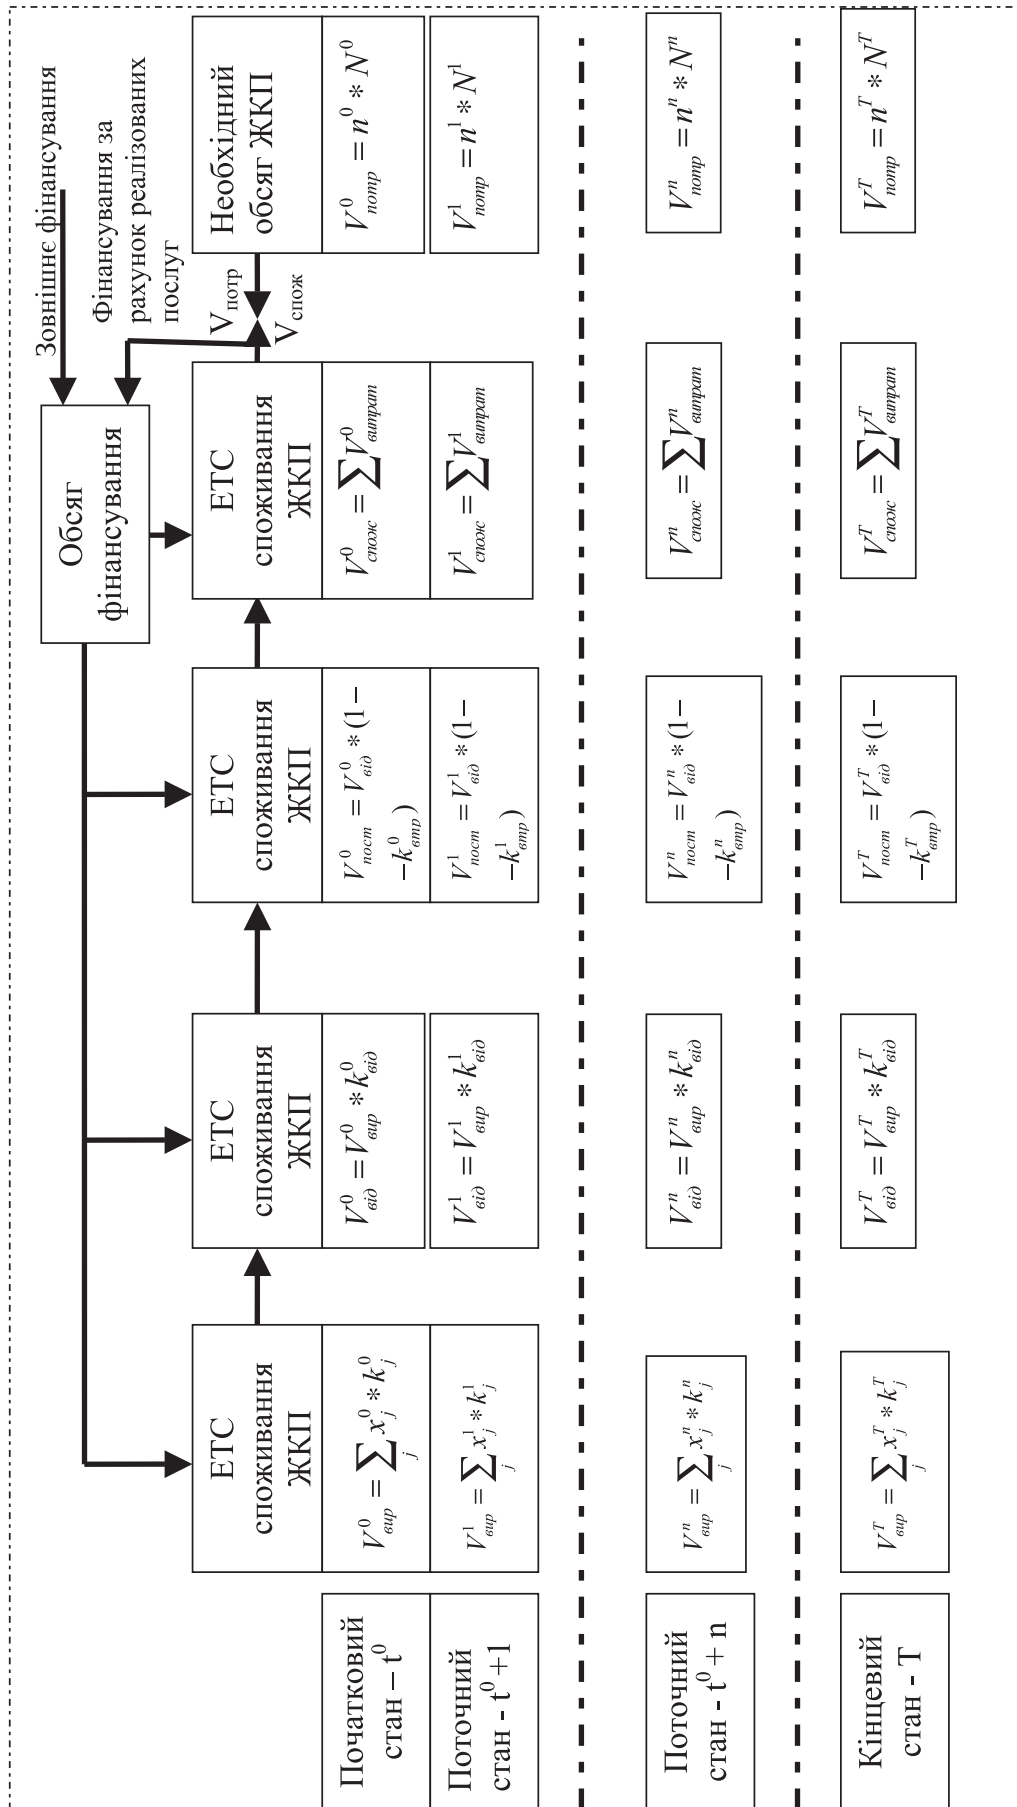 Зовнішнє фінансування
Фінансування за
рахунок реалізованих
послуг
Обсяг
фінансування
ЕТС
споживання
ЖКП
ЕТС
споживання
ЖКП
ЕТС
споживання
ЖКП
ЕТС
споживання
ЖКП
V_потр
V_спож
Необхідний
обсяг ЖКП
Початковий
стан – t^0
V^0_вир = ∑_j x^0_j * k^0_j
V^0_від = V^0_вир * k^0_від
V^0_пост = V^0_від * (1–
–k^0_втр)
V^0_спож = ∑V^0_витрат
V^0_потр = n^0 * N^0
Поточний
стан - t^0 +1
V^1_вир = ∑_j x^1_j * k^1_j
V^1_від = V^1_вир * k^1_від
V^1_пост = V^1_від * (1–
–k^1_втр)
V^1_спож = ∑V^1_витрат
V^1_потр = n^1 * N^1
Поточний
стан - t^0 + n
V^n_вир = ∑_j x^n_j * k^n_j
V^n_від = V^n_вир * k^n_від
V^n_пост = V^n_від * (1–
–k^n_втр)
V^n_спож = ∑V^n_витрат
V^n_потр = n^n * N^n
Кінцевий
стан - T
V^T_вир = ∑_j x^T_j * k^T_j
V^T_від = V^T_вир * k^T_від
V^T_пост = V^T_від * (1–
–k^T_втр)
V^T_спож = ∑V^T_витрат
V^T_потр = n^T * N^T